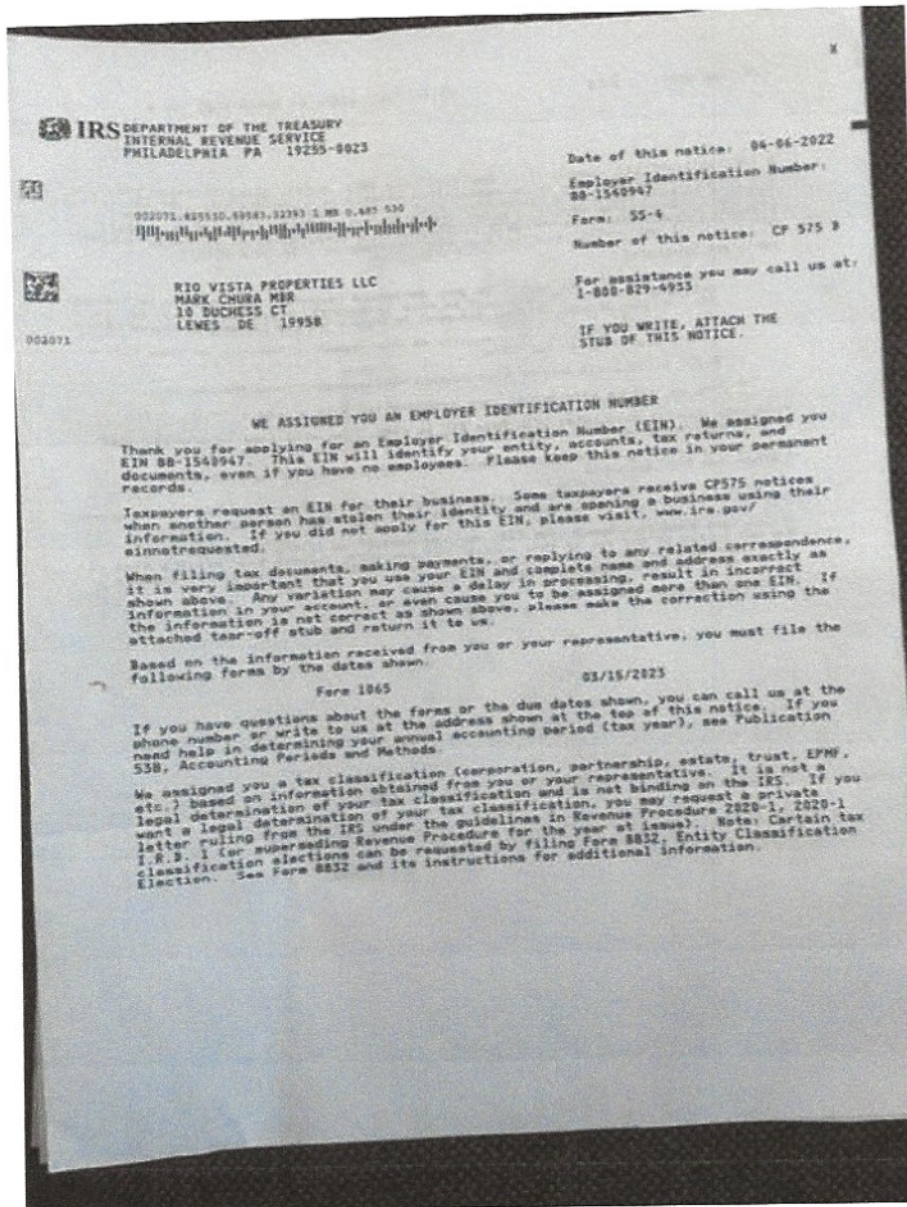 X
IRS DEPARTMENT OF THE TREASURY
INTERNAL REVENUE SERVICE
PHILADELPHIA PA 19255-0023
Date of this notice: 04-06-2022
Employer Identification Number:
88-1540947
Form: SS-4
Number of this notice: CP 575 B
For assistance you may call us at:
1-800-829-4933
IF YOU WRITE, ATTACH THE
STUB OF THIS NOTICE.
RIO VISTA PROPERTIES LLC
MARK CHURA MBR
10 DUCHESS CT
LEWES DE 19958
002071
WE ASSIGNED YOU AN EMPLOYER IDENTIFICATION NUMBER
Thank you for applying for an Employer Identification Number (EIN). We assigned you
EIN 88-1540947. This EIN will identify your entity, accounts, tax returns, and
documents, even if you have no employees. Please keep this notice in your permanent
records.
Taxpayers request an EIN for their business. Some taxpayers receive CP575 notices
when another person has stolen their identity and are opening a business using their
information. If you did not apply for this EIN, please visit, www.irs.gov/
einnotrequested.
When filing tax documents, making payments, or replying to any related correspondence,
it is very important that you use your EIN and complete name and address exactly as
shown above. Any variation may cause a delay in processing, result in incorrect
information in your account, or even cause you to be assigned more than one EIN. If
the information is not correct as shown above, please make the correction using the
attached tear-off stub and return it to us.
Based on the information received from you or your representative, you must file the
following forms by the dates shown.
Form 1065 03/15/2023
If you have questions about the forms or the due dates shown, you can call us at the
phone number or write to us at the address shown at the top of this notice. If you
need help in determining your annual accounting period (tax year), see Publication
538, Accounting Periods and Methods.
We assigned you a tax classification (corporation, partnership, estate, trust, EPMF,
etc.) based on information obtained from you or your representative. It is not a
legal determination of your tax classification and is not binding on the IRS. If you
want a legal determination of your tax classification, you may request a private
letter ruling from the IRS under the guidelines in Revenue Procedure 2020-1, 2020-1
I.R.B. 1 (or superseding Revenue Procedure for the year at issue). Note: Certain tax
classification elections can be requested by filing Form 8832, Entity Classification
Election. See Form 8832 and its instructions for additional information.